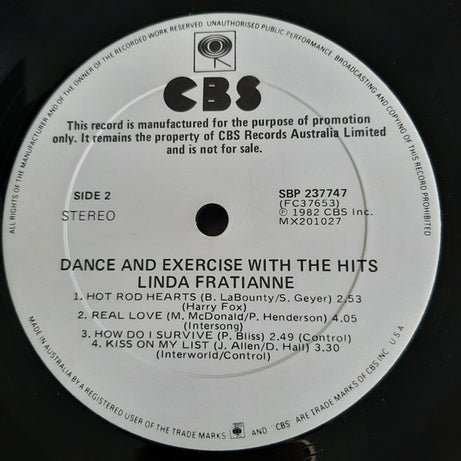 ALL RIGHTS OF THE MANUFACTURER AND OF THE OWNER OF THE RECORDED WORK RESERVED. UNAUTHORISED PUBLIC PERFORMANCE, BROADCASTING AND COPYING OF THIS RECORD PROHIBITED
CBS
This record is manufactured for the purpose of promotion
only. It remains the property of CBS Records Australia Limited
and is not for sale.
SIDE 2
STEREO
SBP 237747
(FC37653)
Ⓟ 1982 CBS Inc.
MX201027
DANCE AND EXERCISE WITH THE HITS
LINDA FRATIANNE
1. HOT ROD HEARTS (B. LaBounty/S. Geyer) 2.53
(Harry Fox)
2. REAL LOVE (M. McDonald/P. Henderson) 4.05
(Intersong)
3. HOW DO I SURVIVE (P. Bliss) 2.49 (Control)
4. KISS ON MY LIST (J. Allen/D. Hall) 3.30
(Interworld/Control)
MADE IN AUSTRALIA BY A REGISTERED USER OF THE TRADE MARKS AND "CBS" ARE TRADE MARKS OF CBS INC. U S A